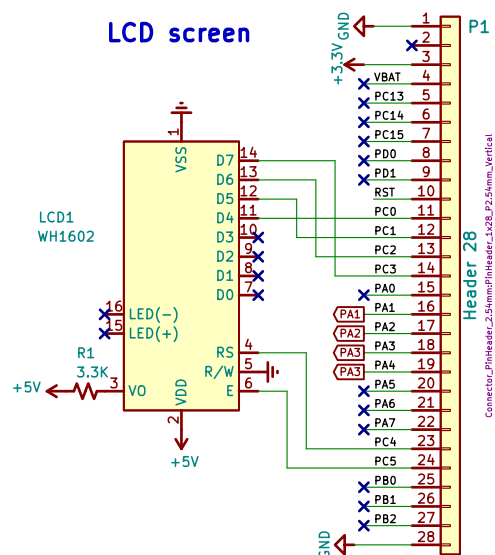 LCD screen
P1
GND
1
2
+3.3V
3
VBAT 4
PC13 5
PC14 6
PC15 7
PD0 8
PD1 9
RST 10
PC0 11
PC1 12
PC2 13
PC3 14
PA0 15
PA1 PA1 16
PA2 PA2 17
PA3 PA3 18
PA3 PA4 19
PA5 20
PA6 21
PA7 22
PC4 23
PC5 24
PB0 25
PB1 26
PB2 27
GND 28
Header 28
Connector_PinHeader_2.54mm:PinHeader_1x28_P2.54mm_Vertical
LCD1
WH1602
1
VSS
D7 14
D6 13
D5 12
D4 11
D3 10
D2 9
D1 8
D0 7
16 LED(-)
15 LED(+)
RS 4
R/W 5
E 6
R1
3.3K
+5V
3 VO
VDD
2
+5V